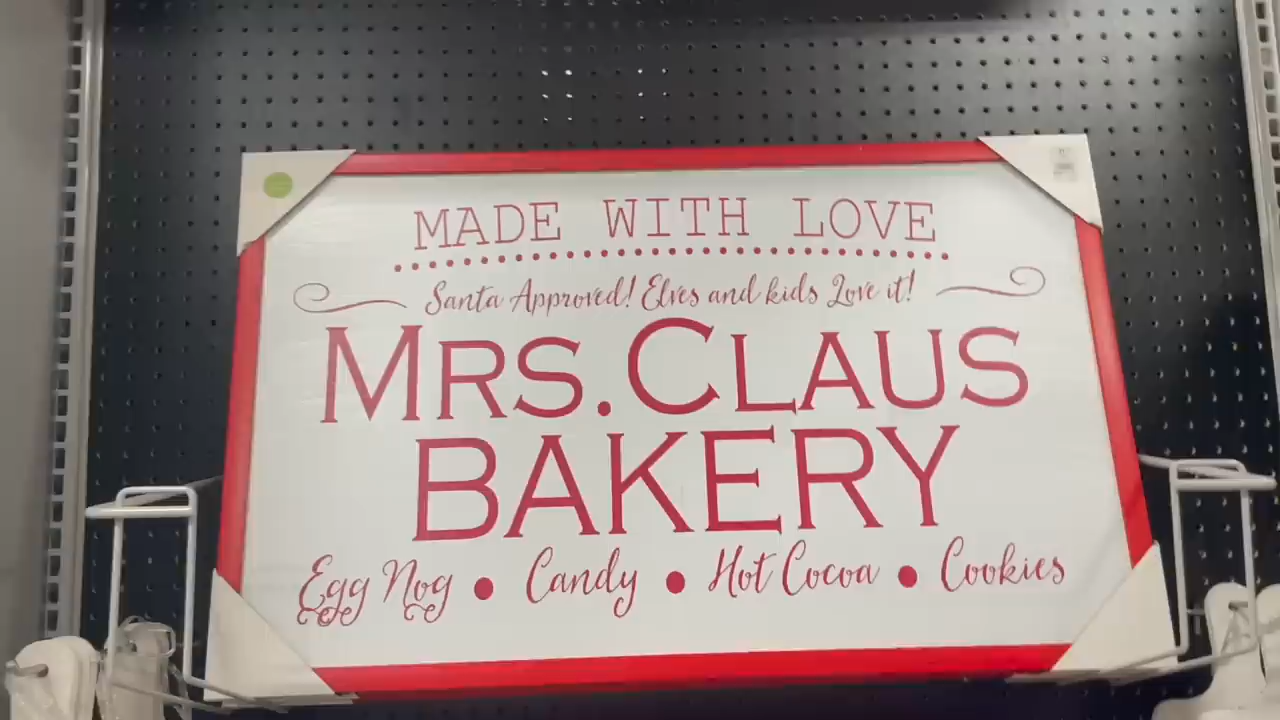 MADE WITH LOVE
Santa Approved! Elves and kids Love it!
MRS. CLAUS
BAKERY
Egg Nog • Candy • Hot Cocoa • Cookies